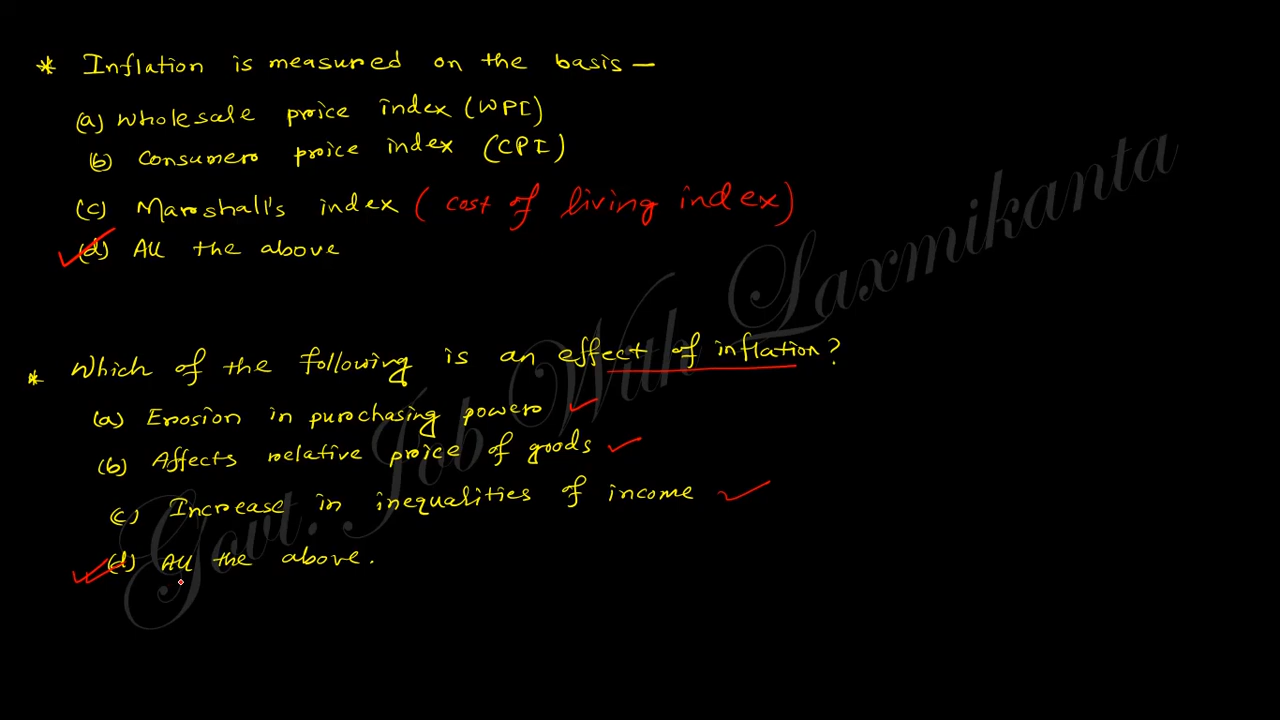 * Inflation is measured on the basis —
(a) Wholesale price index (WPI)
(b) Consumer price index (CPI)
(c) Marshall's index (cost of living index)
(d) All the above
* Which of the following is an effect of inflation?
(a) Erosion in purchasing power
(b) Affects relative price of goods
(c) Increase in inequalities of income
(d) All the above.
Govt. Job With Laxmikanta